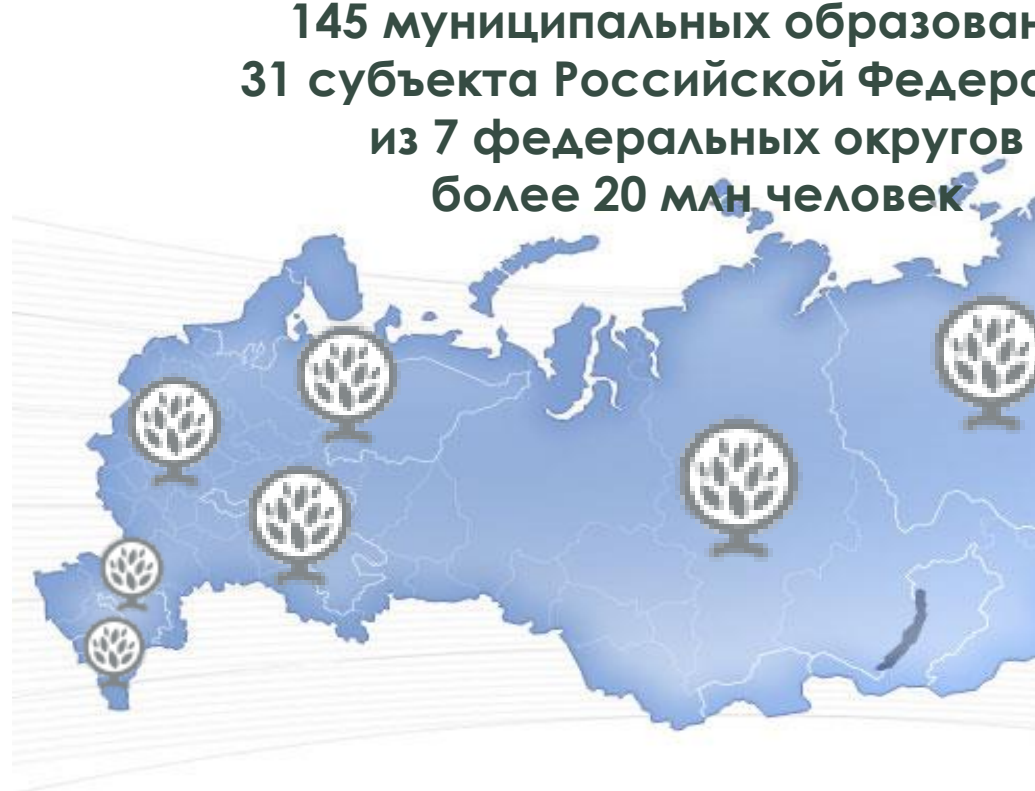 145 муниципальных образован
31 субъекта Российской Федера
из 7 федеральных округов
более 20 млн человек